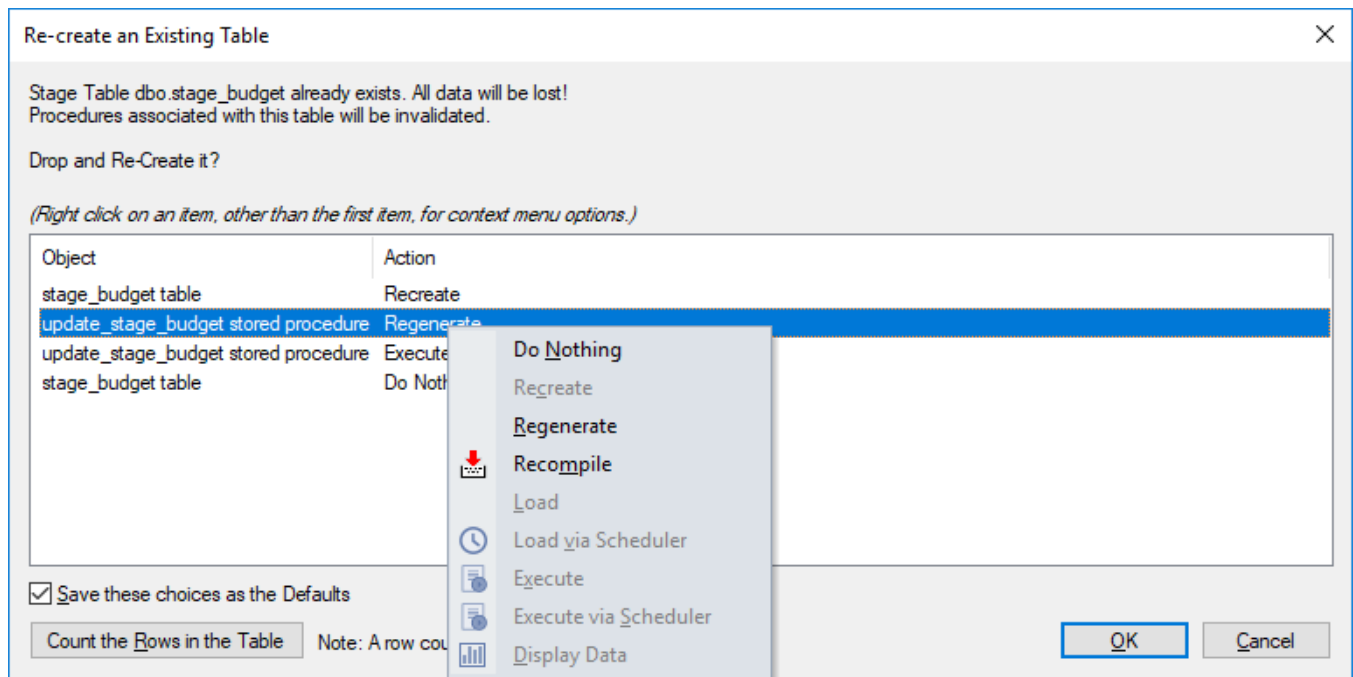 Re-create an Existing Table
Stage Table dbo.stage_budget already exists. All data will be lost!
Procedures associated with this table will be invalidated.
Drop and Re-Create it?
(Right click on an item, other than the first item, for context menu options.)
Object Action
stage_budget table Recreate
update_stage_budget stored procedure Regenerate
update_stage_budget stored procedure Execute
stage_budget table Do Noth
Do Nothing
Recreate
Regenerate
Recompile
Load
Load via Scheduler
Execute
Execute via Scheduler
Display Data
Save these choices as the Defaults
Count the Rows in the Table Note: A row cou
OK Cancel